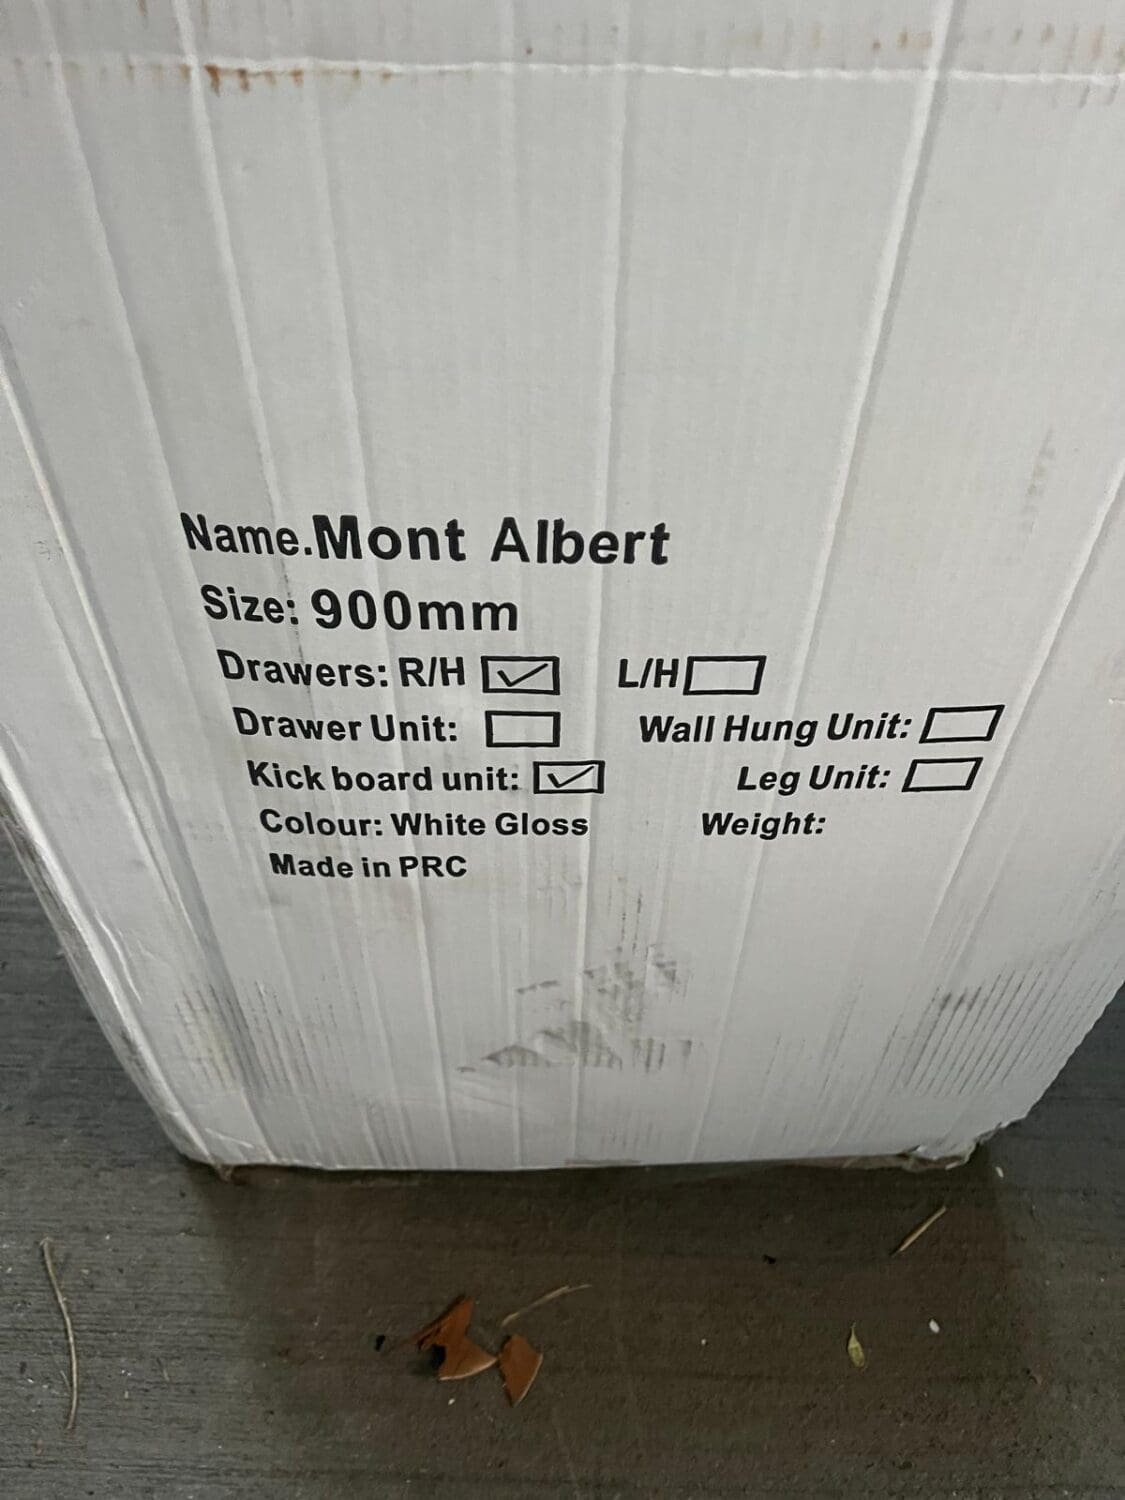 Name.Mont Albert
Size: 900mm
Drawers: R/H ☑ L/H ☐
Drawer Unit: ☐ Wall Hung Unit: ☐
Kick board unit: ☑ Leg Unit: ☐
Colour: White Gloss Weight:
Made in PRC